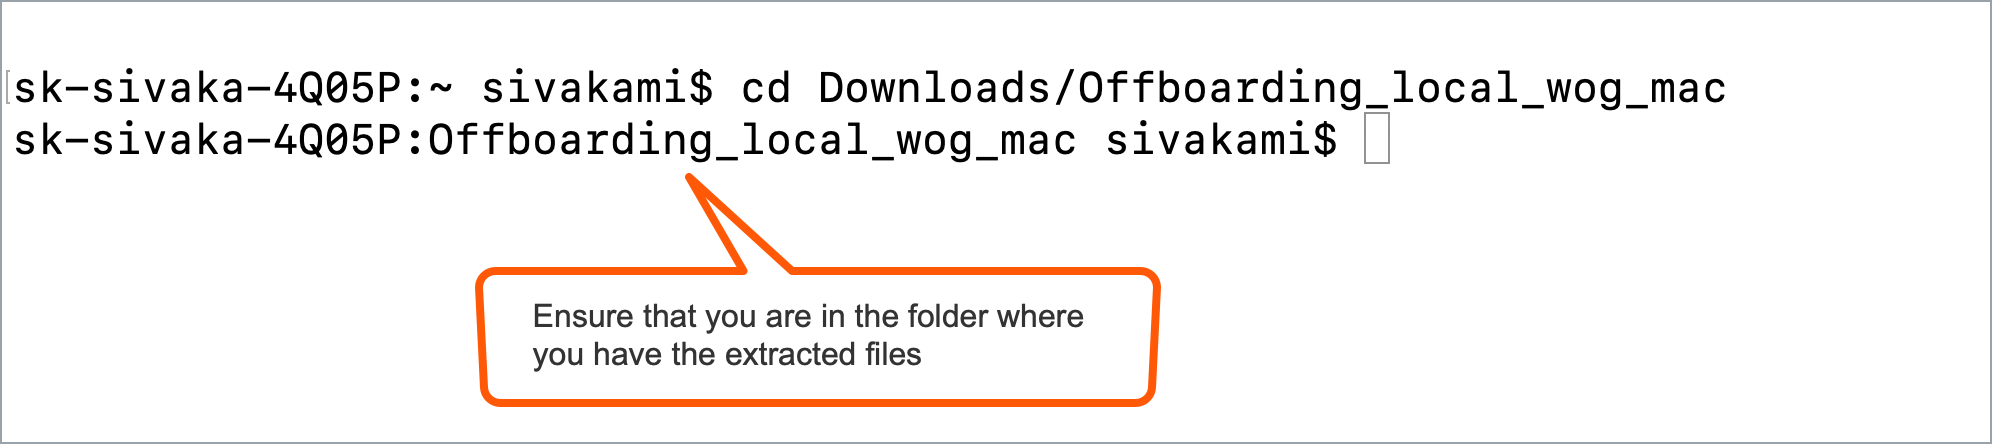 sk-sivaka-4Q05P:~ sivakami$ cd Downloads/Offboarding_local_wog_mac
sk-sivaka-4Q05P:Offboarding_local_wog_mac sivakami$
Ensure that you are in the folder where
you have the extracted files